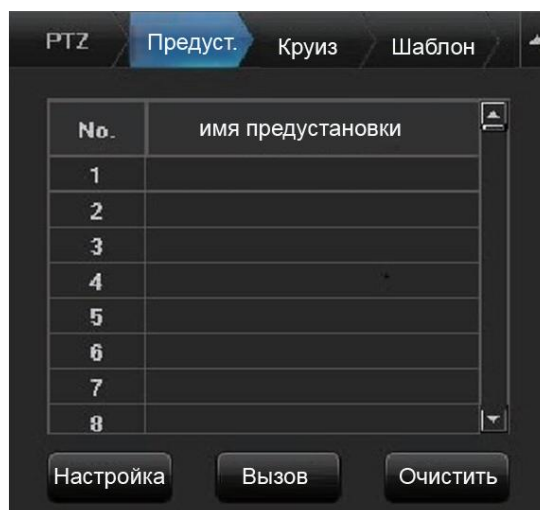 PTZ Предуст. Круиз Шаблон
No. имя предустановки
1
2
3
4
5
6
7
8
Настройка Вызов Очистить